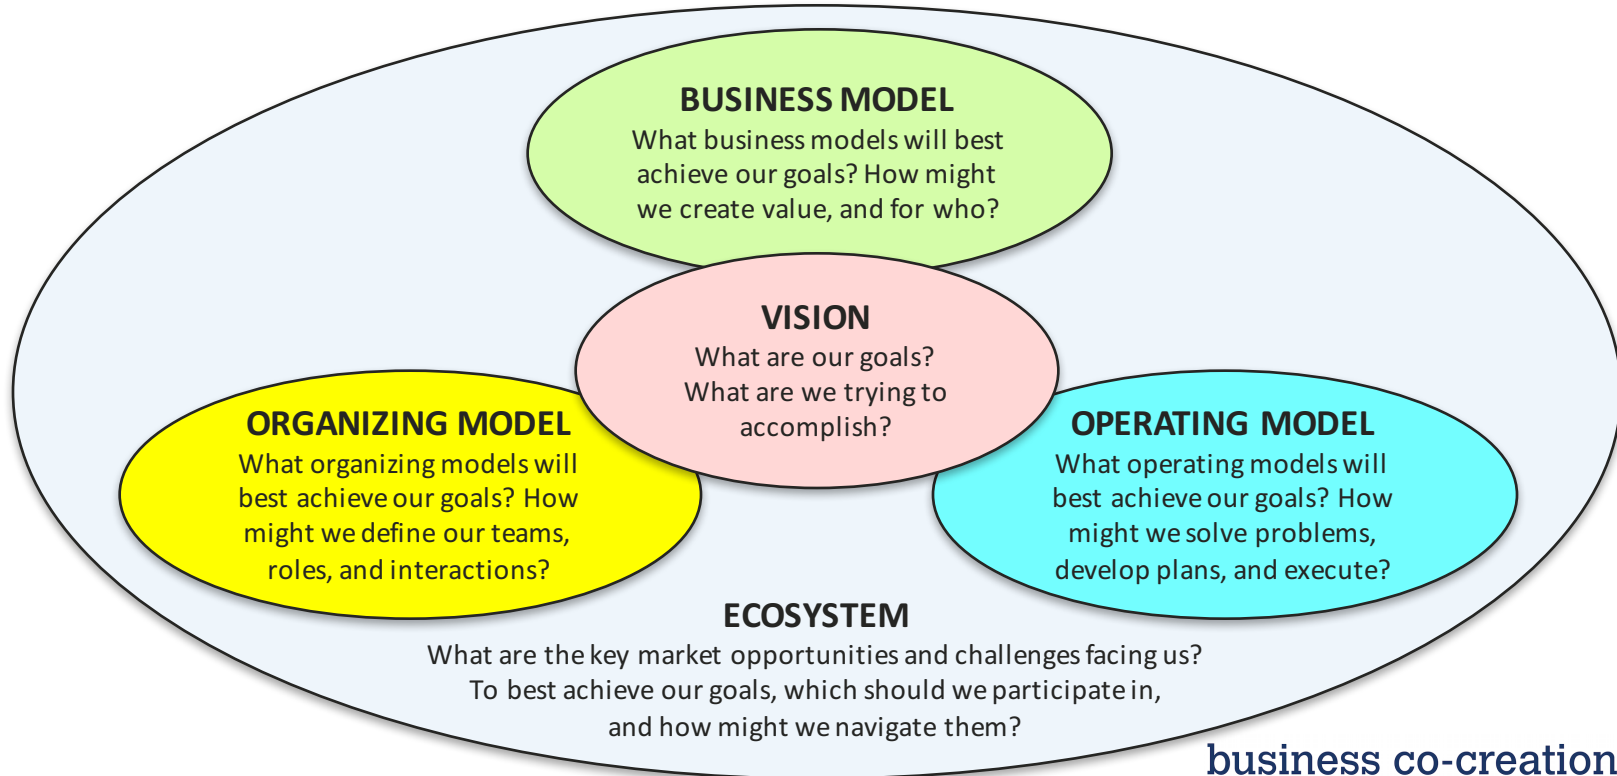 BUSINESS MODEL
What business models will best
achieve our goals? How might
we create value, and for who?
VISION
What are our goals?
What are we trying to
accomplish?
ORGANIZING MODEL
What organizing models will
best achieve our goals? How
might we define our teams,
roles, and interactions?
OPERATING MODEL
What operating models will
best achieve our goals? How
might we solve problems,
develop plans, and execute?
ECOSYSTEM
What are the key market opportunities and challenges facing us?
To best achieve our goals, which should we participate in,
and how might we navigate them?
business co-creation